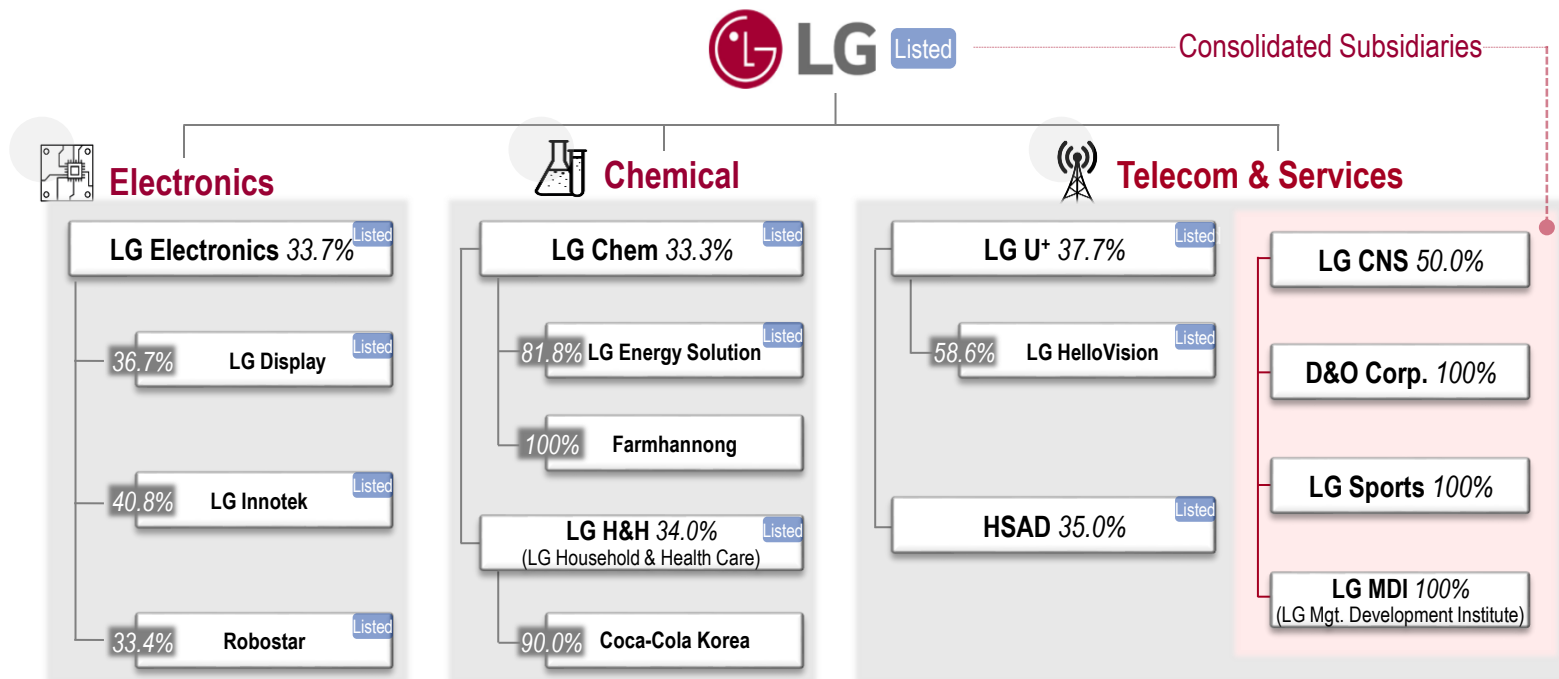 LG Listed
Consolidated Subsidiaries
Electronics
LG Electronics 33.7% Listed
36.7% LG Display Listed
40.8% LG Innotek Listed
33.4% Robostar Listed
Chemical
LG Chem 33.3% Listed
81.8% LG Energy Solution Listed
100% Farmhannong
LG H&H 34.0% Listed
(LG Household & Health Care)
90.0% Coca-Cola Korea
Telecom & Services
LG U+ 37.7% Listed
58.6% LG HelloVision Listed
HSAD 35.0% Listed
LG CNS 50.0%
D&O Corp. 100%
LG Sports 100%
LG MDI 100%
(LG Mgt. Development Institute)